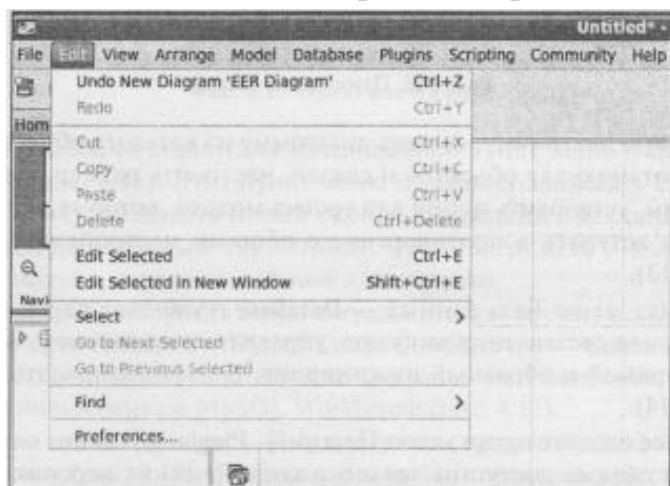 Untitled* -
File Edit View Arrange Model Database Plugins Scripting Community Help
Undo New Diagram 'EER Diagram' Ctrl+Z
Redo Ctrl+Y
Hom
Cut Ctrl+X
Copy Ctrl+C
Paste Ctrl+V
Delete Ctrl+Delete
Edit Selected Ctrl+E
Edit Selected in New Window Shift+Ctrl+E
Navi
Select >
Go to Next Selected
Go to Previous Selected
Find >
Preferences...